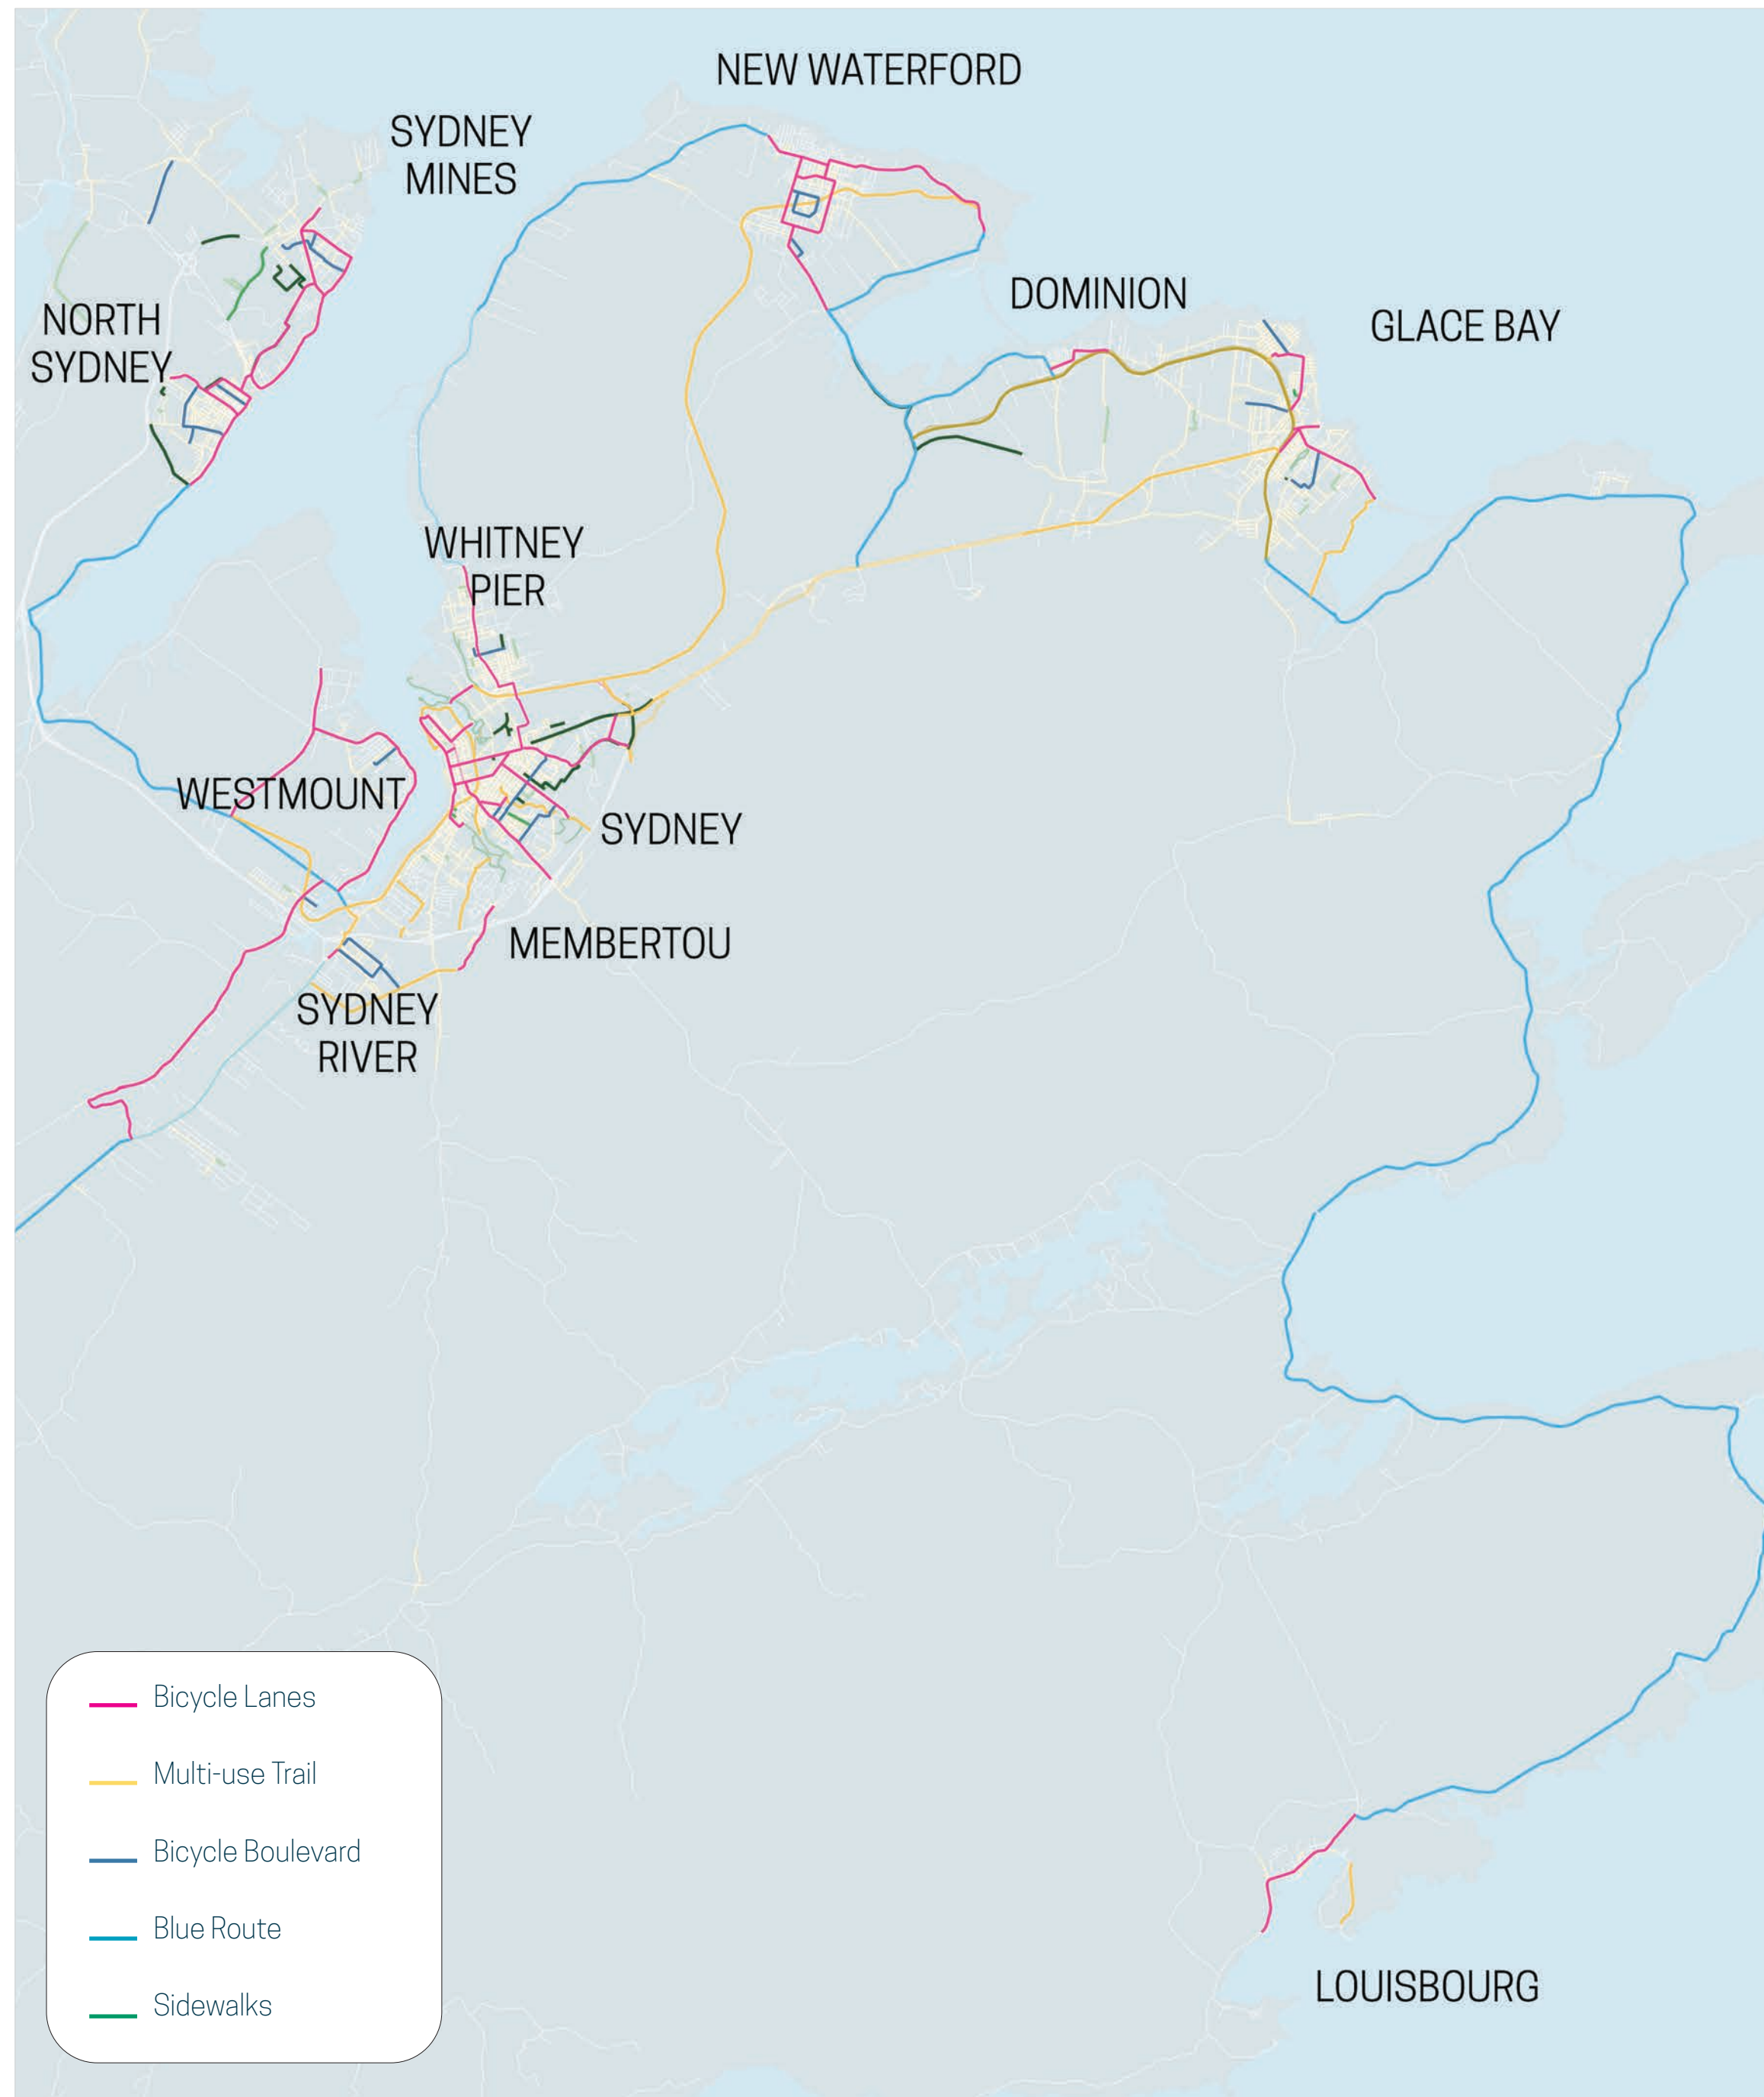 NEW WATERFORD
SYDNEY
MINES
DOMINION
GLACE BAY
NORTH
SYDNEY
WHITNEY
PIER
WESTMOUNT
SYDNEY
MEMBERTOU
SYDNEY
RIVER
Bicycle Lanes
Multi-use Trail
Bicycle Boulevard
Blue Route
Sidewalks
LOUISBOURG